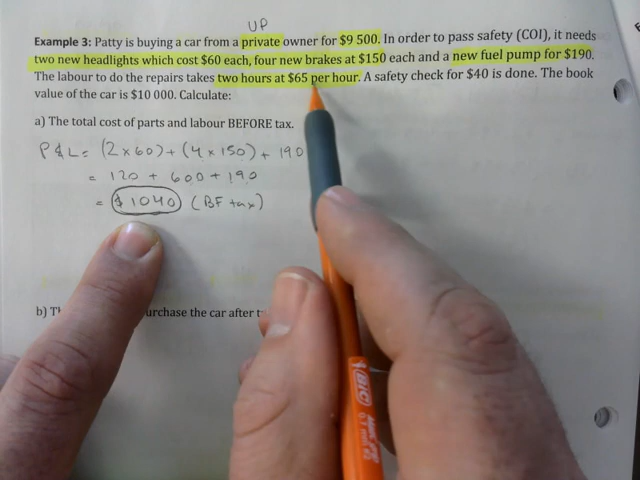 UP
Example 3: Patty is buying a car from a private owner for $9 500. In order to pass safety (COI), it needs
two new headlights which cost $60 each, four new brakes at $150 each and a new fuel pump for $190.
The labour to do the repairs takes two hours at $65 per hour. A safety check for $40 is done. The book
value of the car is $10 000. Calculate:
a) The total cost of parts and labour BEFORE tax.
P & L = (2 x 60) + (4 x 150) + 190
= 120 + 600 + 190
= $1040 (BF tax)
b) urchase the car after
BIC